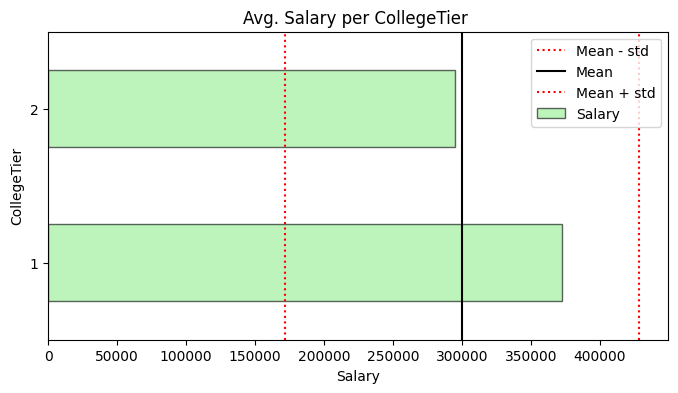 Avg. Salary per CollegeTier
Mean - std
Mean
Mean + std
Salary
CollegeTier
2
1
0 50000 100000 150000 200000 250000 300000 350000 400000
Salary